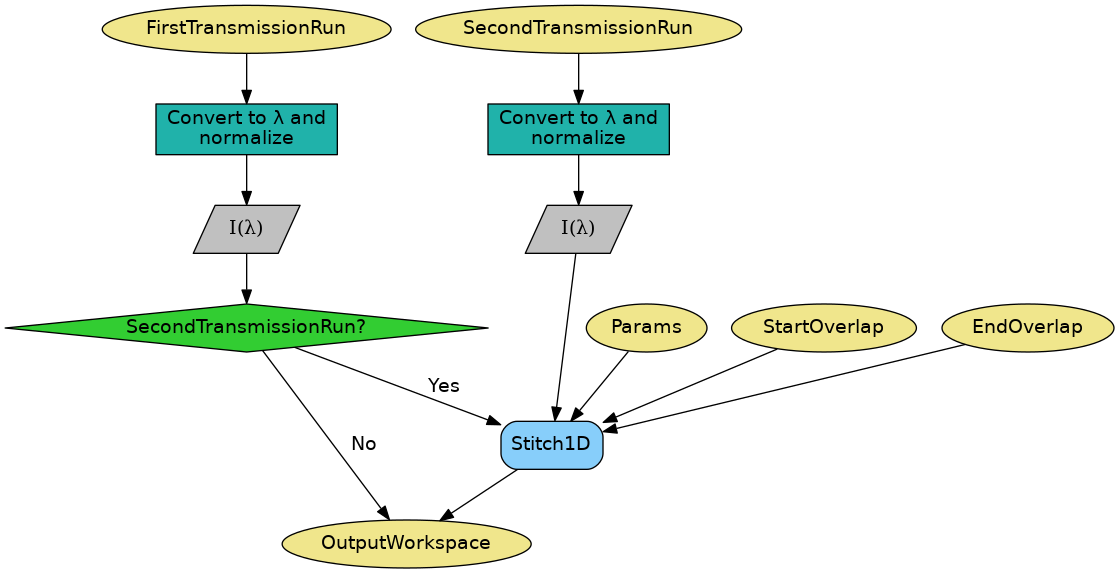 FirstTransmissionRun
SecondTransmissionRun
Convert to λ and
normalize
Convert to λ and
normalize
I(λ)
I(λ)
SecondTransmissionRun?
Params
StartOverlap
EndOverlap
Yes
No
Stitch1D
OutputWorkspace